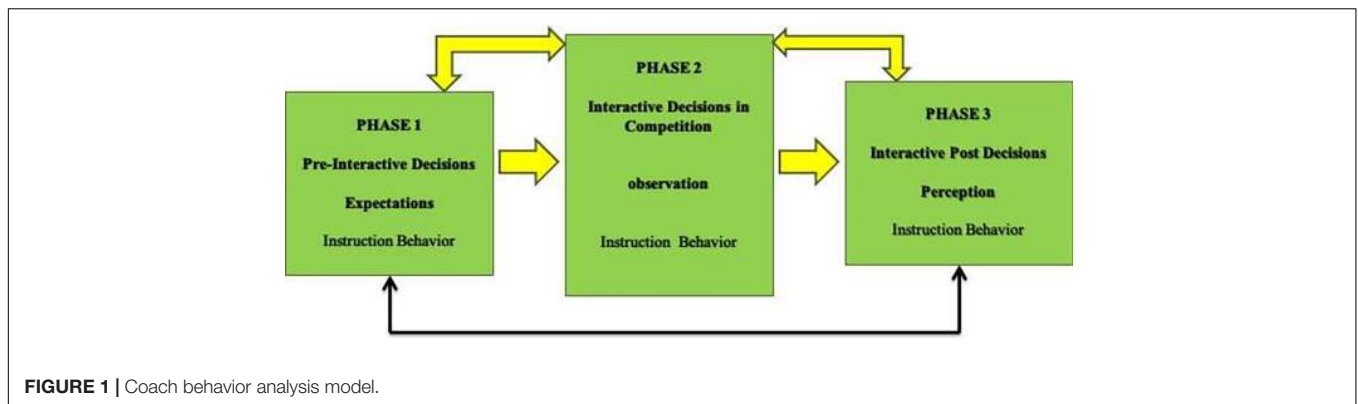 PHASE 1
Pre-Interactive Decisions
Expectations
Instruction Behavior
PHASE 2
Interactive Decisions in
Competition
observation
Instruction Behavior
PHASE 3
Interactive Post Decisions
Perception
Instruction Behavior
FIGURE 1 | Coach behavior analysis model.